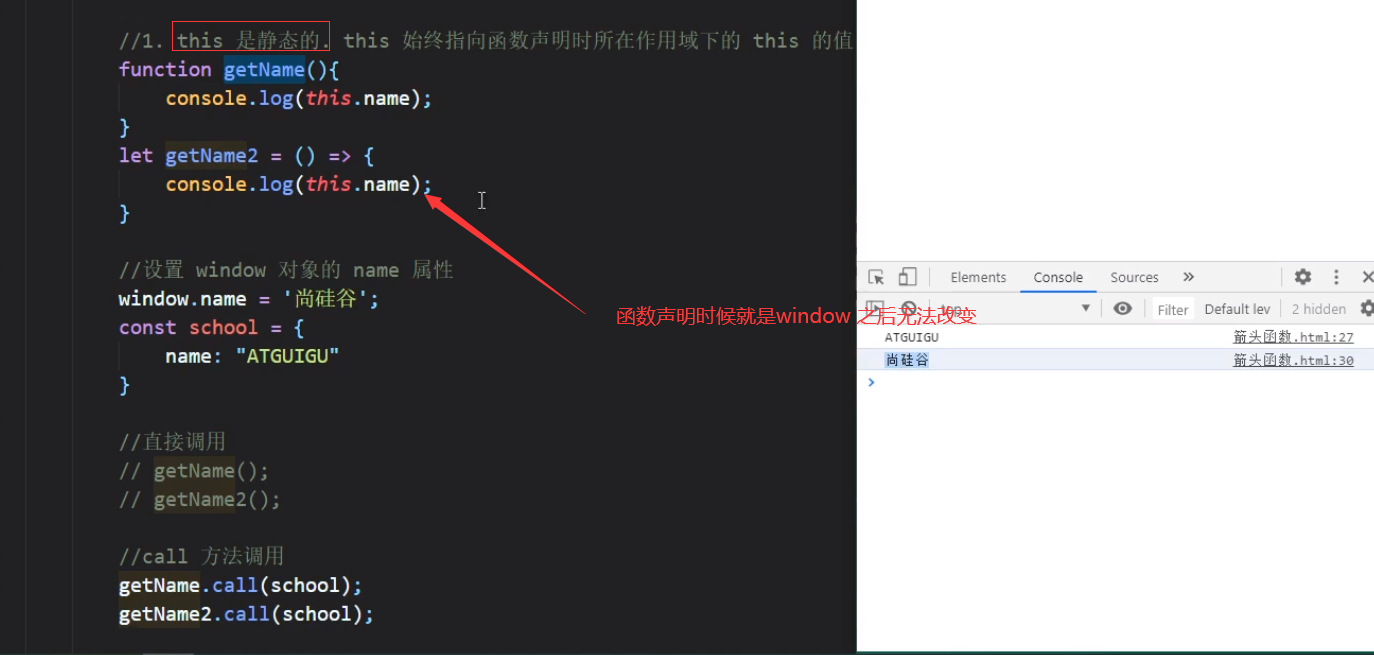 //1. this 是静态的. this 始终指向函数声明时所在作用域下的 this 的值
function getName(){
console.log(this.name);
}
let getName2 = () => {
console.log(this.name);
}
//设置 window 对象的 name 属性
window.name = '尚硅谷';
const school = {
name: "ATGUIGU"
}
//直接调用
// getName();
// getName2();
//call 方法调用
getName.call(school);
getName2.call(school);
函数声明时候就是window 之后无法改变
Elements Console Sources »
top Filter Default lev 2 hidden
ATGUIGU 箭头函数.html:27
尚硅谷 箭头函数.html:30